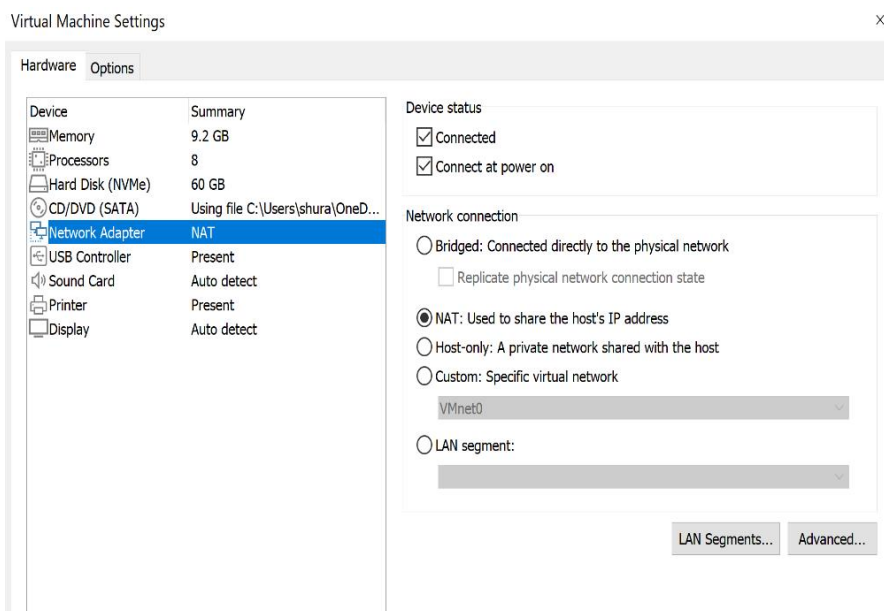 Virtual Machine Settings
Hardware Options
Device Summary
Memory 9.2 GB
Processors 8
Hard Disk (NVMe) 60 GB
CD/DVD (SATA) Using file C:\Users\shura\OneD...
Network Adapter NAT
USB Controller Present
Sound Card Auto detect
Printer Present
Display Auto detect
Device status
Connected
Connect at power on
Network connection
Bridged: Connected directly to the physical network
Replicate physical network connection state
NAT: Used to share the host's IP address
Host-only: A private network shared with the host
Custom: Specific virtual network
VMnet0
LAN segment:
LAN Segments... Advanced...